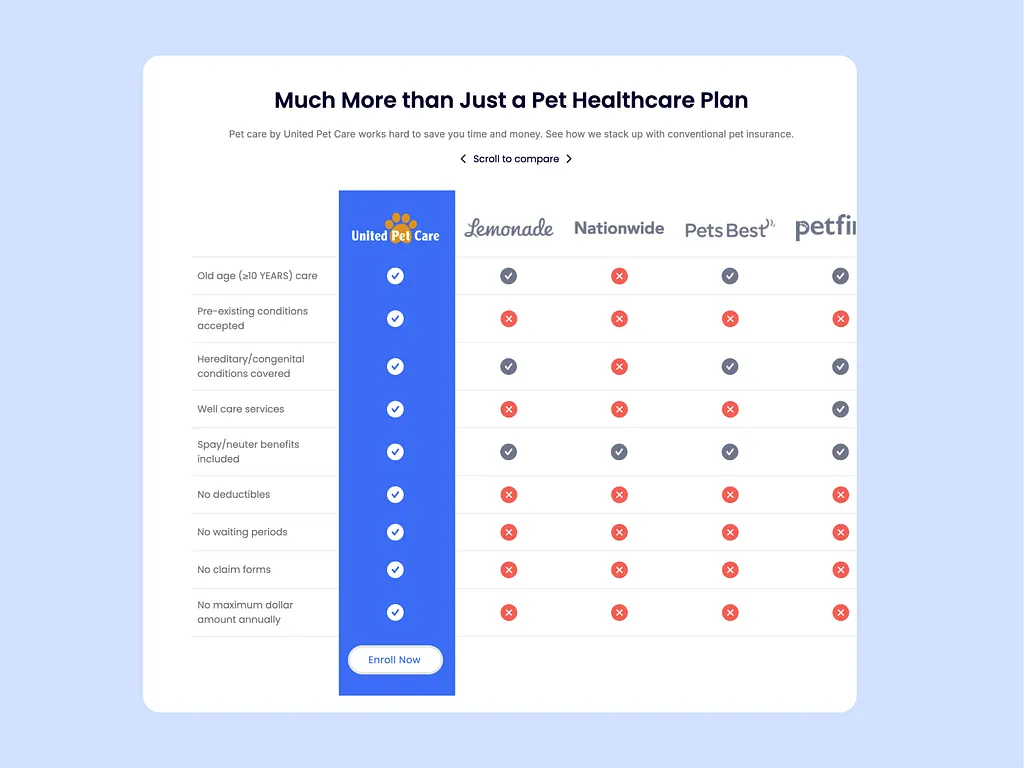 Much More than Just a Pet Healthcare Plan
Pet care by United Pet Care works hard to save you time and money. See how we stack up with conventional pet insurance.
Scroll to compare
United Pet Care
Lemonade
Nationwide
Pets Best
petfi
Old age (≥10 YEARS) care
Pre-existing conditions
accepted
Hereditary/congenital
conditions covered
Well care services
Spay/neuter benefits
included
No deductibles
No waiting periods
No claim forms
No maximum dollar
amount annually
Enroll Now